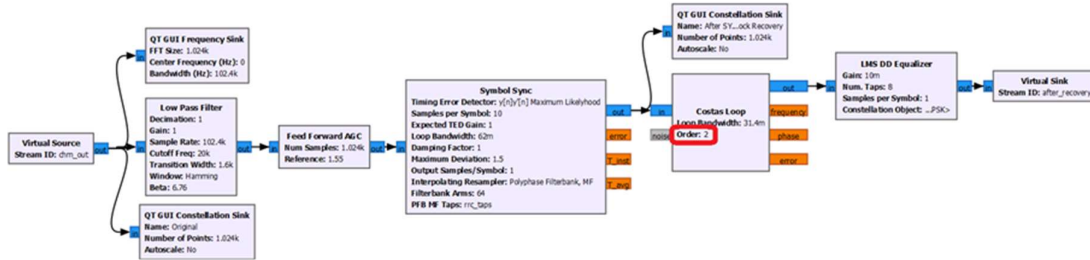 Virtual Source
Stream ID: chm_out
out
in
QT GUI Frequency Sink
FFT Size: 1.024k
Center Frequency (Hz): 0
Bandwidth (Hz): 102.4k
in
Low Pass Filter
Decimation: 1
Gain: 1
Sample Rate: 102.4k
Cutoff Freq: 20k
Transition Width: 1.6k
Window: Hamming
Beta: 6.76
out
in
QT GUI Constellation Sink
Name: Original
Number of Points: 1.024k
Autoscale: No
in
Feed Forward AGC
Num Samples: 1.024k
Reference: 1.55
out
in
Symbol Sync
Timing Error Detector: y[n]y'[n] Maximum Likelyhood
Samples per Symbol: 10
Expected TED Gain: 1
Loop Bandwidth: 62m
Damping Factor: 1
Maximum Deviation: 1.5
Output Samples/Symbol: 1
Interpolating Resampler: Polyphase Filterbank, MF
Filterbank Arms: 64
PFB MF Taps: rrc_taps
out
error
T_inst
T_avg
in
QT GUI Constellation Sink
Name: After SY...ock Recovery
Number of Points: 1.024k
Autoscale: No
in
noise
Costas Loop
Loop Bandwidth: 31.4m
Order: 2
out
frequency
phase
error
in
LMS DD Equalizer
Gain: 10m
Num. Taps: 8
Samples per Symbol: 1
Constellation Object: ...PSK>
out
in
Virtual Sink
Stream ID: after_recovery